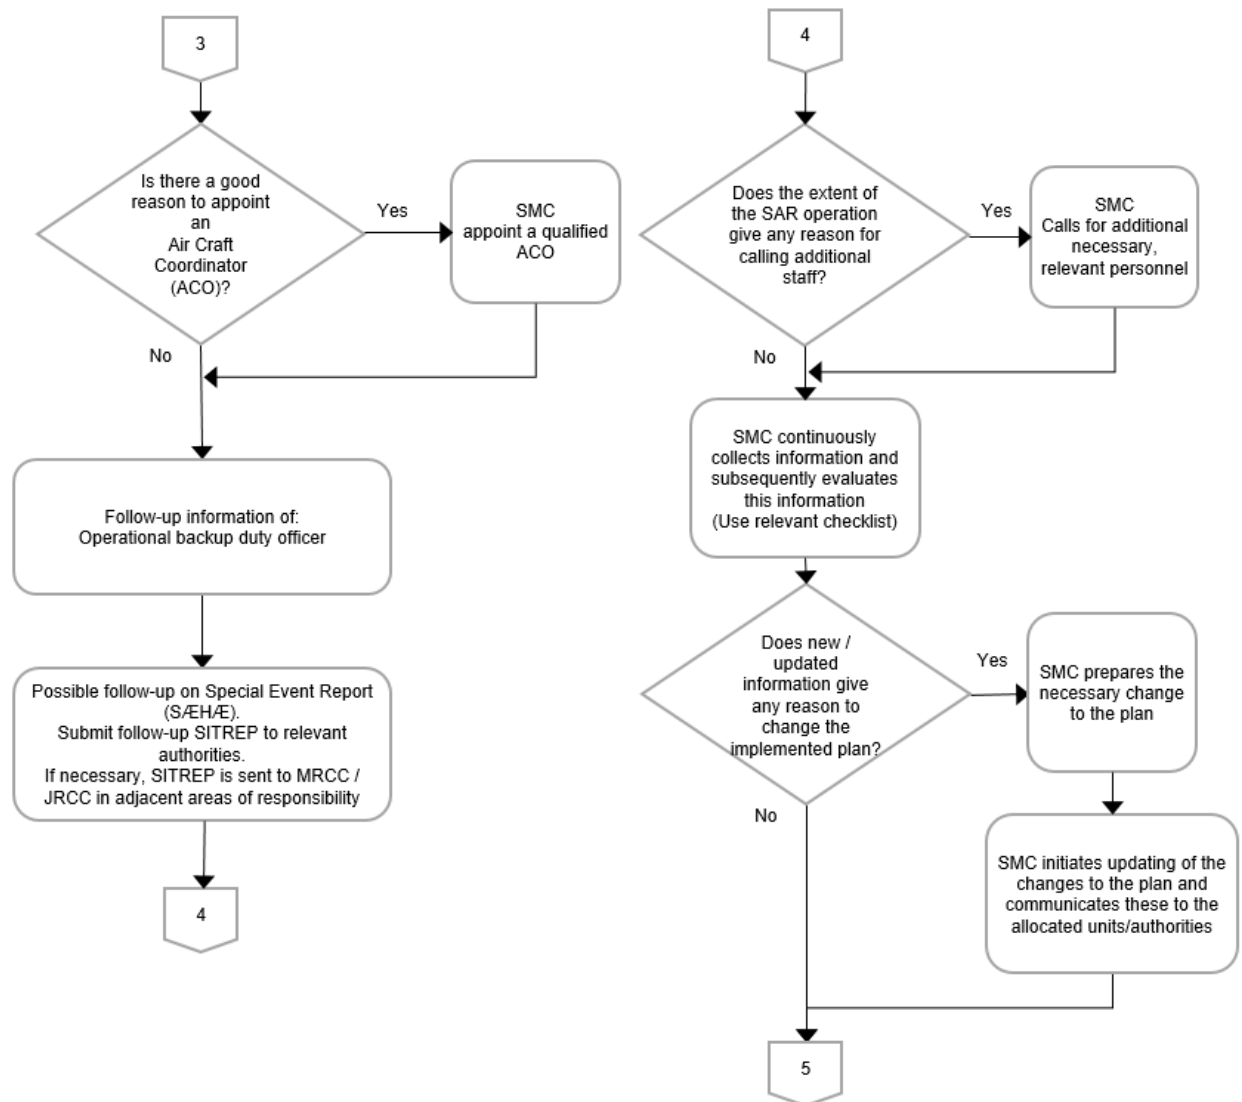 3
Is there a good
reason to appoint
an
Air Craft
Coordinator
(ACO)?
Yes
SMC
appoint a qualified
ACO
No
Follow-up information of:
Operational backup duty officer
Possible follow-up on Special Event Report
(SÆHÆ).
Submit follow-up SITREP to relevant
authorities.
If necessary, SITREP is sent to MRCC /
JRCC in adjacent areas of responsibility
4
4
Does the extent of
the SAR operation
give any reason for
calling additional
staff?
Yes
SMC
Calls for additional
necessary,
relevant personnel
No
SMC continuously
collects information and
subsequently evaluates
this information
(Use relevant checklist)
Does new /
updated
information give
any reason to
change the
implemented plan?
Yes
SMC prepares the
necessary change
to the plan
SMC initiates updating of the
changes to the plan and
communicates these to the
allocated units/authorities
No
5